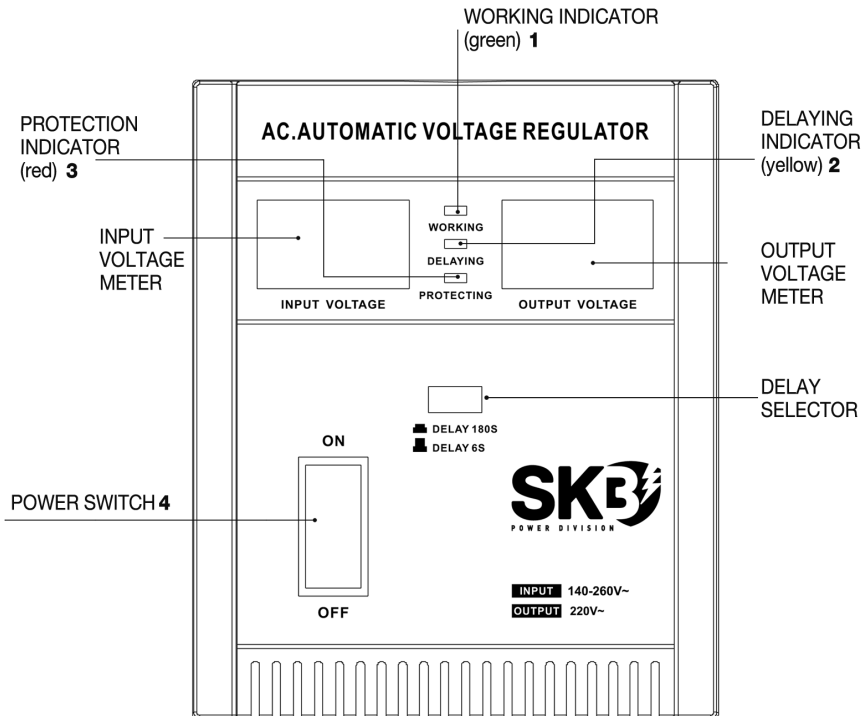 WORKING INDICATOR
(green) 1
PROTECTION
INDICATOR
(red) 3
DELAYING
INDICATOR
(yellow) 2
AC.AUTOMATIC VOLTAGE REGULATOR
INPUT
VOLTAGE
METER
WORKING
DELAYING
PROTECTING
INPUT VOLTAGE
OUTPUT VOLTAGE
OUTPUT
VOLTAGE
METER
DELAY
SELECTOR
DELAY 180S
DELAY 6S
ON
POWER SWITCH 4
OFF
SKB
POWER DIVISION
INPUT 140-260V~
OUTPUT 220V~